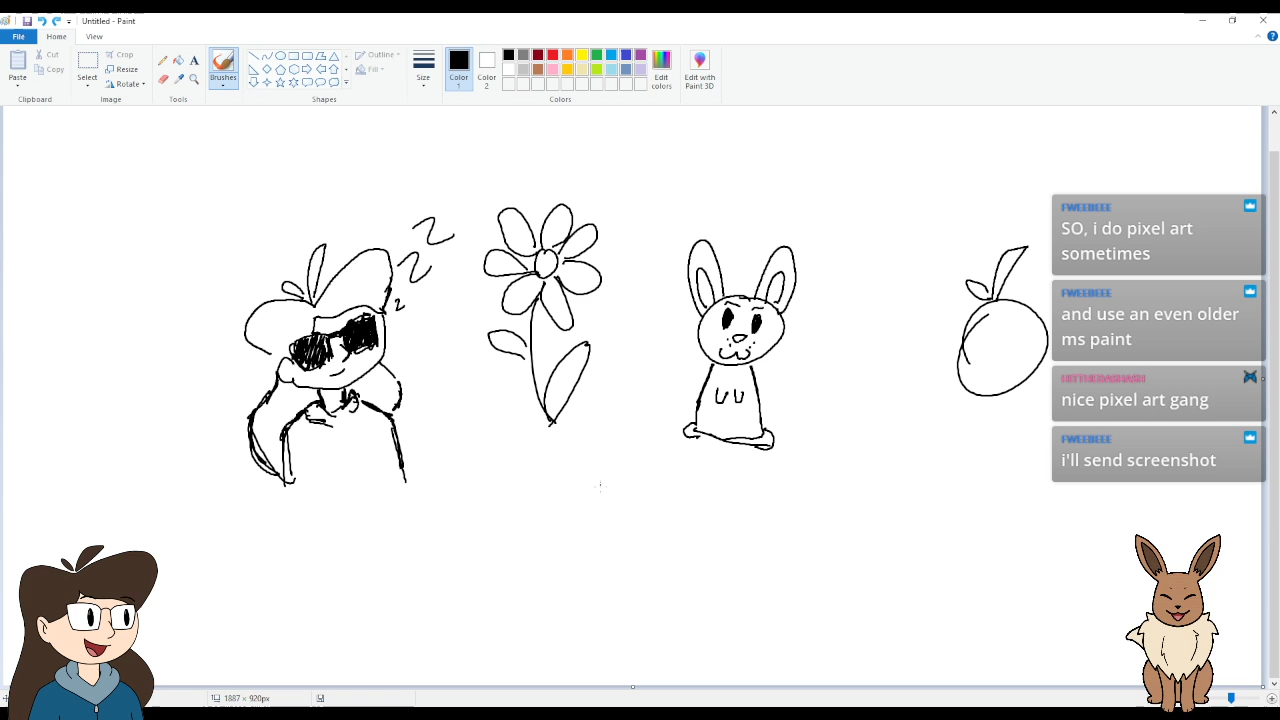 Untitled - Paint
File
Home
View
Paste
Cut
Copy
Clipboard
Select
Crop
Resize
Rotate
Image
A
Tools
Brushes
Outline
Fill
Shapes
Size
Color 1
Color 2
Edit colors
Edit with Paint 3D
Colors
z
z
z
FWEEIEEE
SO, i do pixel art
sometimes
and use an even older
ms paint
nice pixel art gang
i'll send screenshot
1887 × 920px